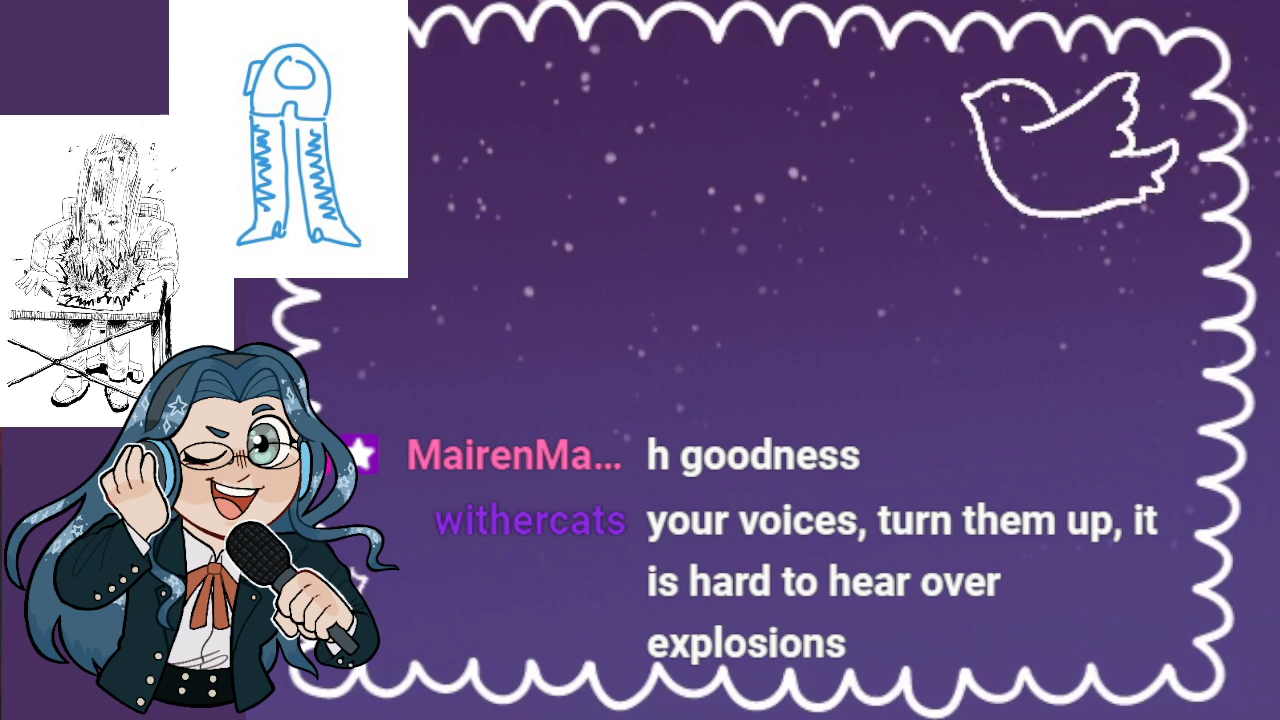 MairenMa... h goodness
withercats your voices, turn them up, it
is hard to hear over
explosions